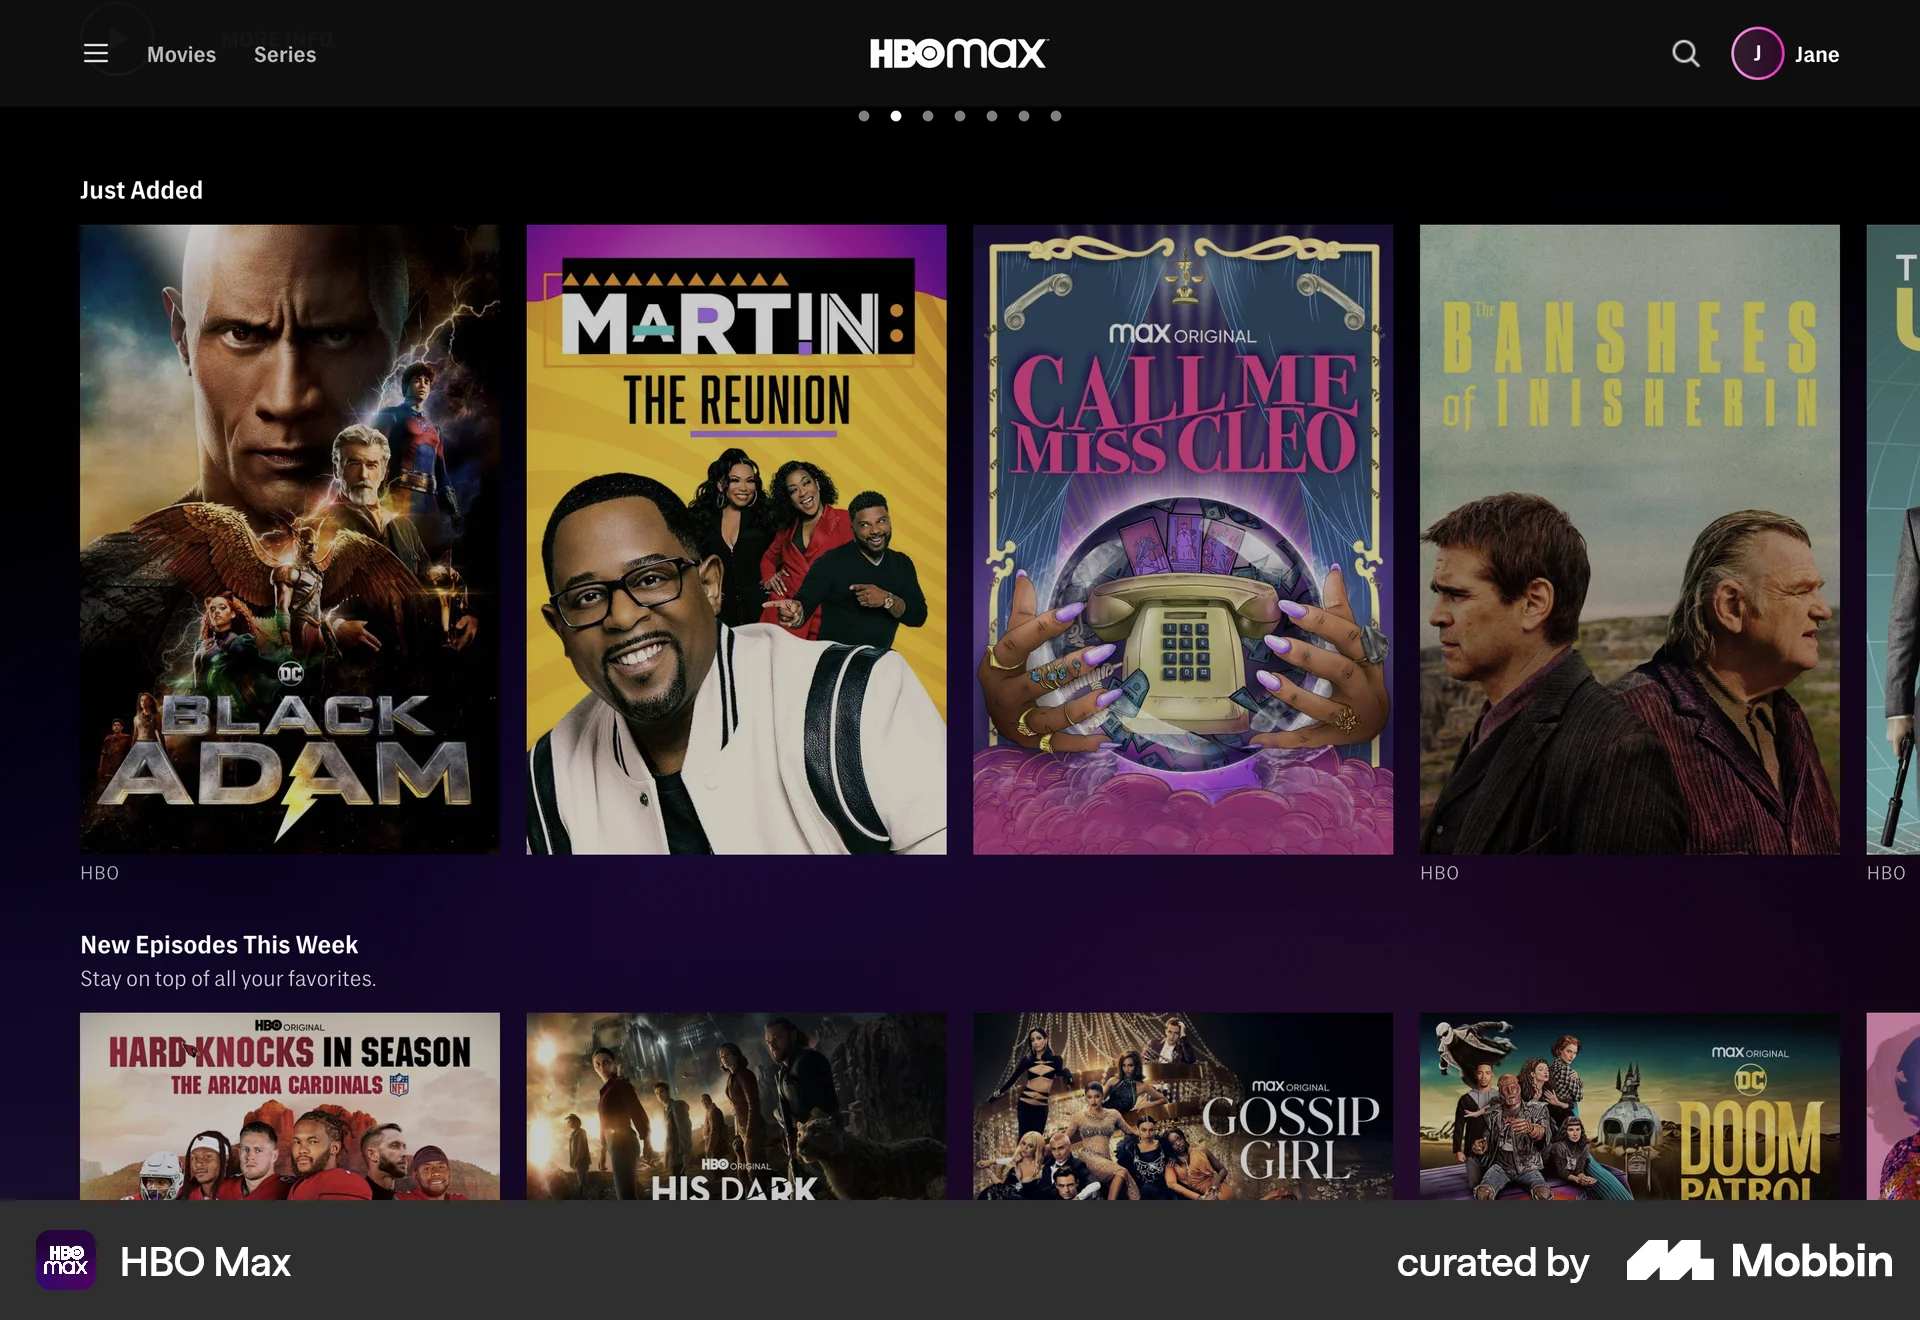 MORE INFO
Movies
Series
HBOmax
J
Jane
Just Added
DC
BLACK
ADAM
MARTIN:
THE REUNION
max ORIGINAL
CALL ME
MISS CLEO
The
BANSHEES
of INISHERIN
HBO
HBO
HBO
New Episodes This Week
Stay on top of all your favorites.
HBO ORIGINAL
HARD KNOCKS IN SEASON
THE ARIZONA CARDINALS NFL
HBO ORIGINAL
HIS DARK
max ORIGINAL
GOSSIP
GIRL
max ORIGINAL
DC
DOOM
PATROL
HBO
max
HBO Max
curated by
Mobbin